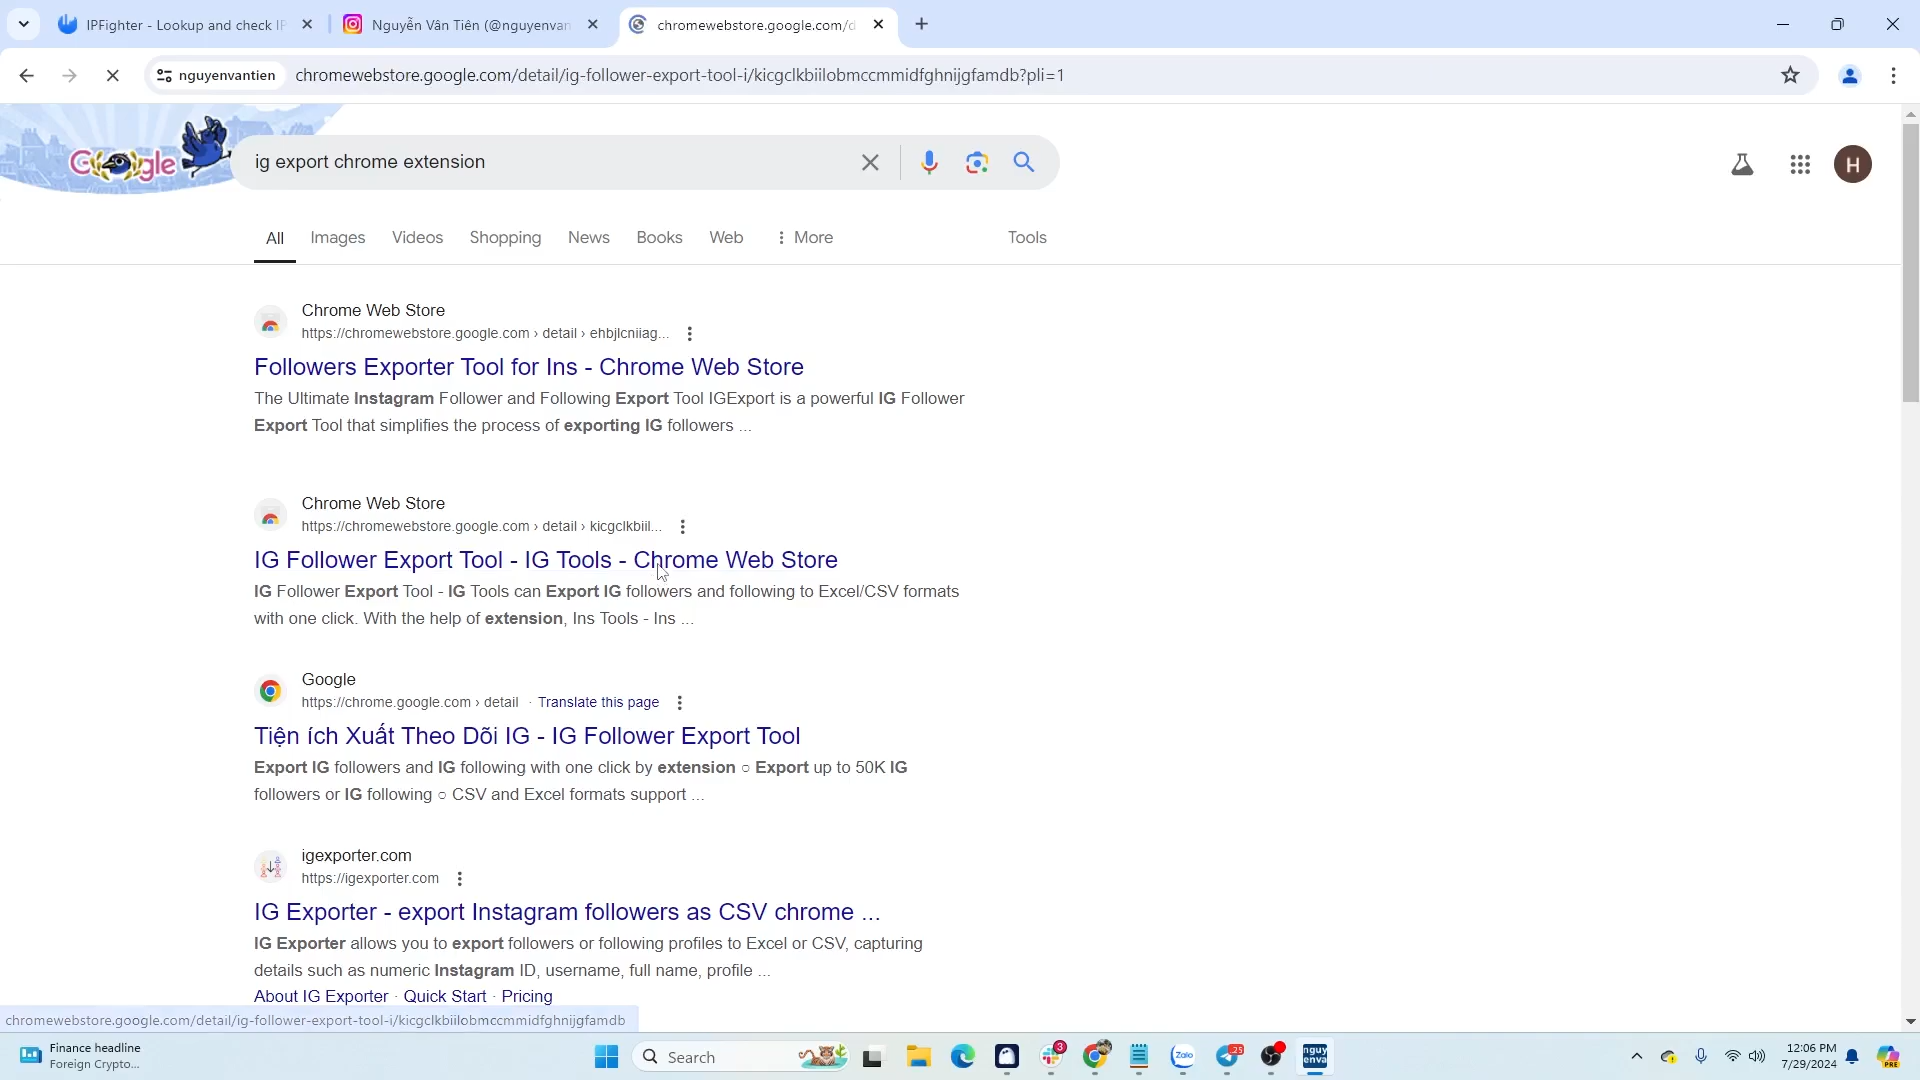 IPFighter - Lookup and check IP
Nguyễn Vân Tiên (@nguyenvan
chromewebstore.google.com/d
nguyenvantien
chromewebstore.google.com/detail/ig-follower-export-tool-i/kicgclkbiilobmccmmidfghnijgfamdb?pli=1
Google
ig export chrome extension
H
All
Images
Videos
Shopping
News
Books
Web
More
Tools
Chrome Web Store
https://chromewebstore.google.com › detail › ehbjlcniiag...
Followers Exporter Tool for Ins - Chrome Web Store
The Ultimate Instagram Follower and Following Export Tool IGExport is a powerful IG Follower
Export Tool that simplifies the process of exporting IG followers ...
Chrome Web Store
https://chromewebstore.google.com › detail › kicgclkbiil...
IG Follower Export Tool - IG Tools - Chrome Web Store
IG Follower Export Tool - IG Tools can Export IG followers and following to Excel/CSV formats
with one click. With the help of extension, Ins Tools - Ins ...
Google
https://chrome.google.com › detail · Translate this page
Tiện ích Xuất Theo Dõi IG - IG Follower Export Tool
Export IG followers and IG following with one click by extension ○ Export up to 50K IG
followers or IG following ○ CSV and Excel formats support ...
igexporter.com
https://igexporter.com
IG Exporter - export Instagram followers as CSV chrome ...
IG Exporter allows you to export followers or following profiles to Excel or CSV, capturing
details such as numeric Instagram ID, username, full name, profile ...
About IG Exporter · Quick Start · Pricing
chromewebstore.google.com/detail/ig-follower-export-tool-i/kicgclkbiilobmccmmidfghnijgfamdb
Finance headline
Foreign Crypto...
Search
3
Zalo
25
nguy
enva
12:06 PM
7/29/2024
PRE